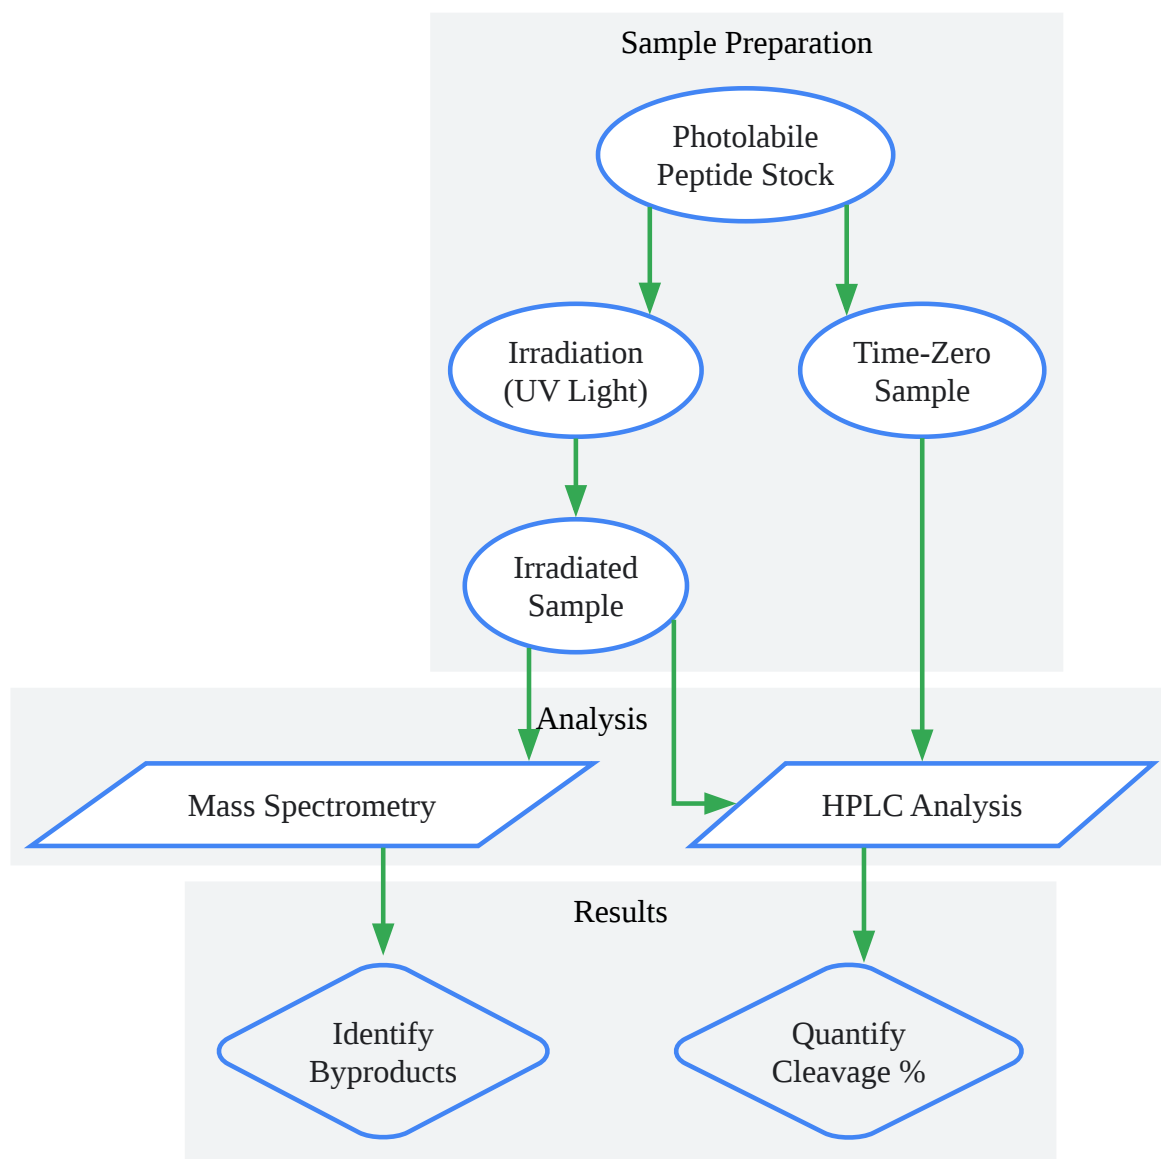 Sample Preparation
Photolabile
Peptide Stock
Irradiation
(UV Light)
Time-Zero
Sample
Irradiated
Sample
Analysis
Mass Spectrometry
HPLC Analysis
Results
Identify
Byproducts
Quantify
Cleavage %